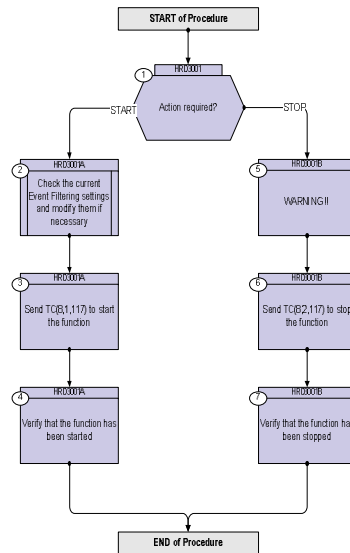 START of Procedure
HRD3001
1
Action required?
START
STOP
HRD3001A
2
Check the current
Event Filtering settings
and modify them if
necessary
HRD3001B
5
WARNING!!
HRD3001A
3
Send TC(8,1,117) to start
the function
HRD3001B
6
Send TC(8,2,117) to stop
the function
HRD3001A
4
Verify that the function has
been started
HRD3001B
7
Verify that the function has
been stopped
END of Procedure